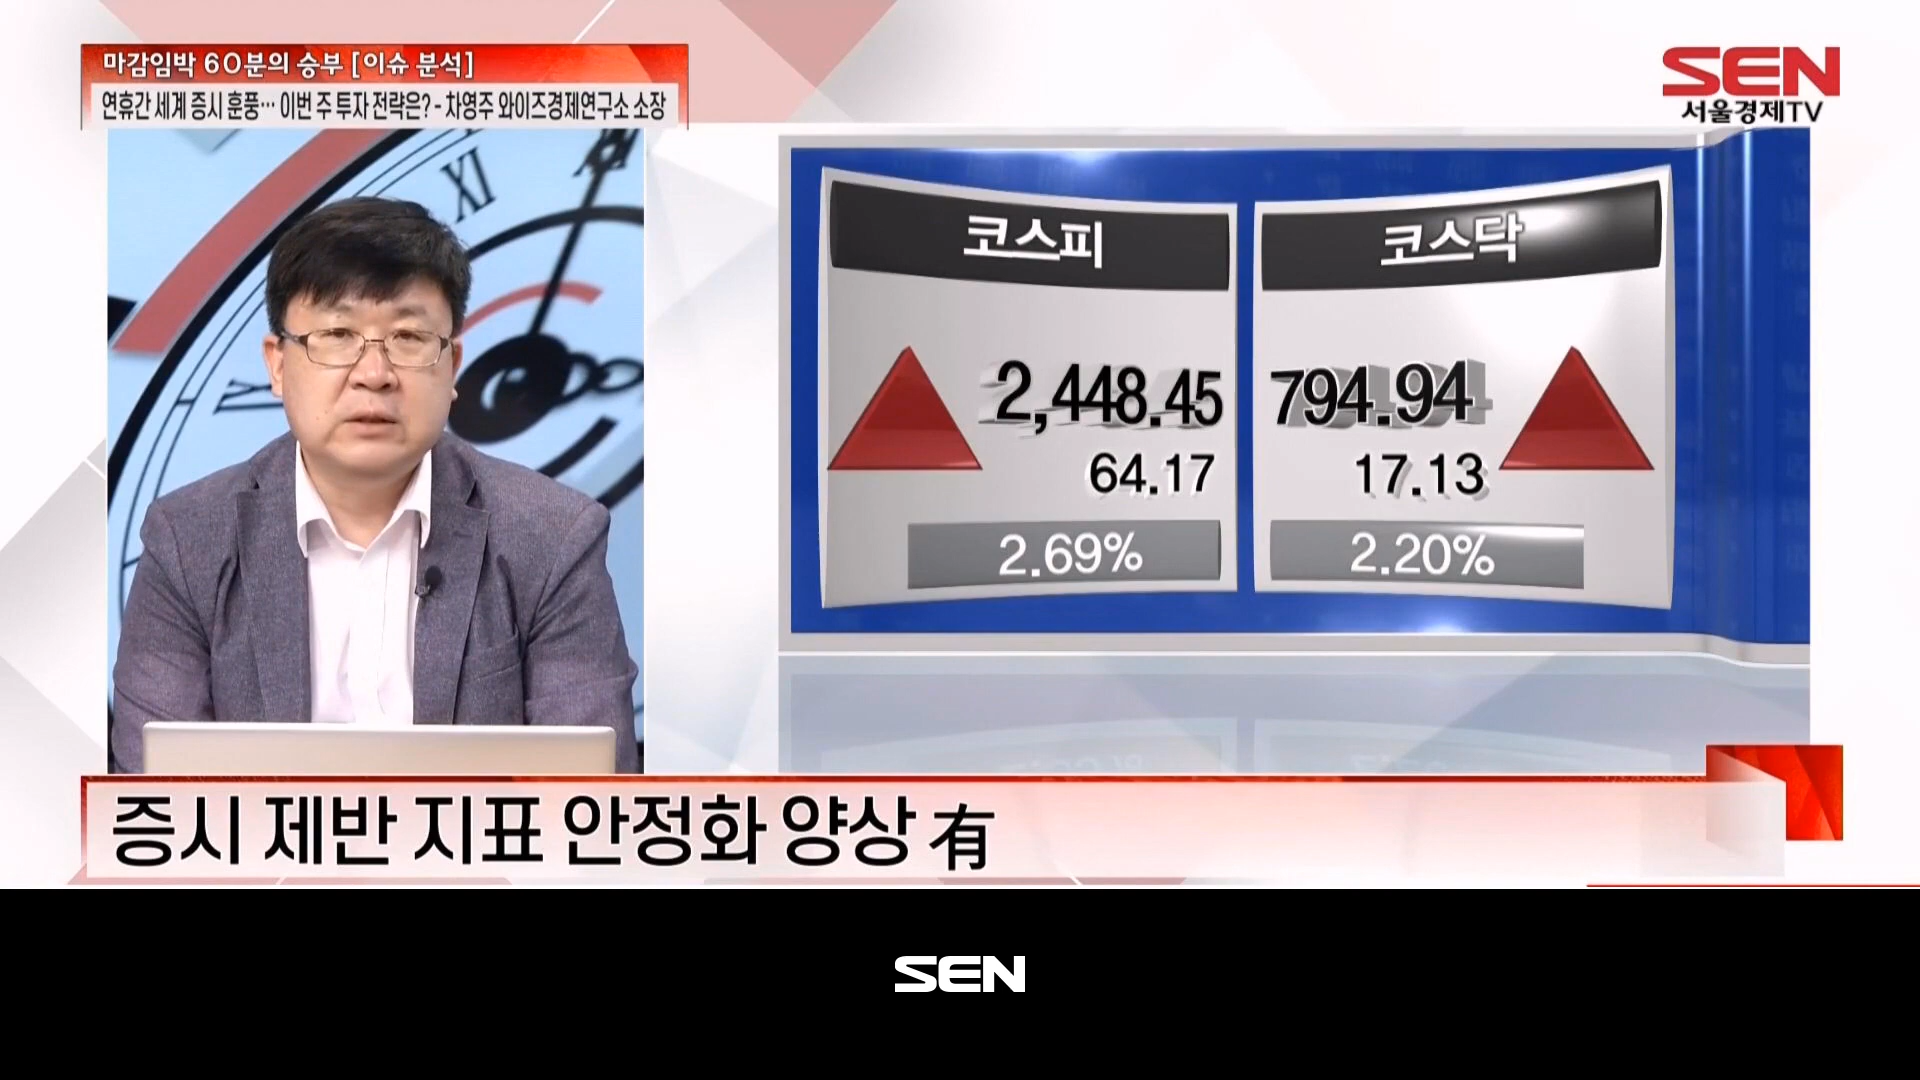 마감임박 60분의 승부 [이슈 분석]
연휴간 세계 증시 훈풍… 이번 주 투자 전략은? - 차영주 와이즈경제연구소 소장
SEN
서울경제TV
XI
코스피
코스닥
2,448.45
794.94
64.17
17.13
2.69%
2.20%
증시 제반 지표 안정화 양상 有
SEN